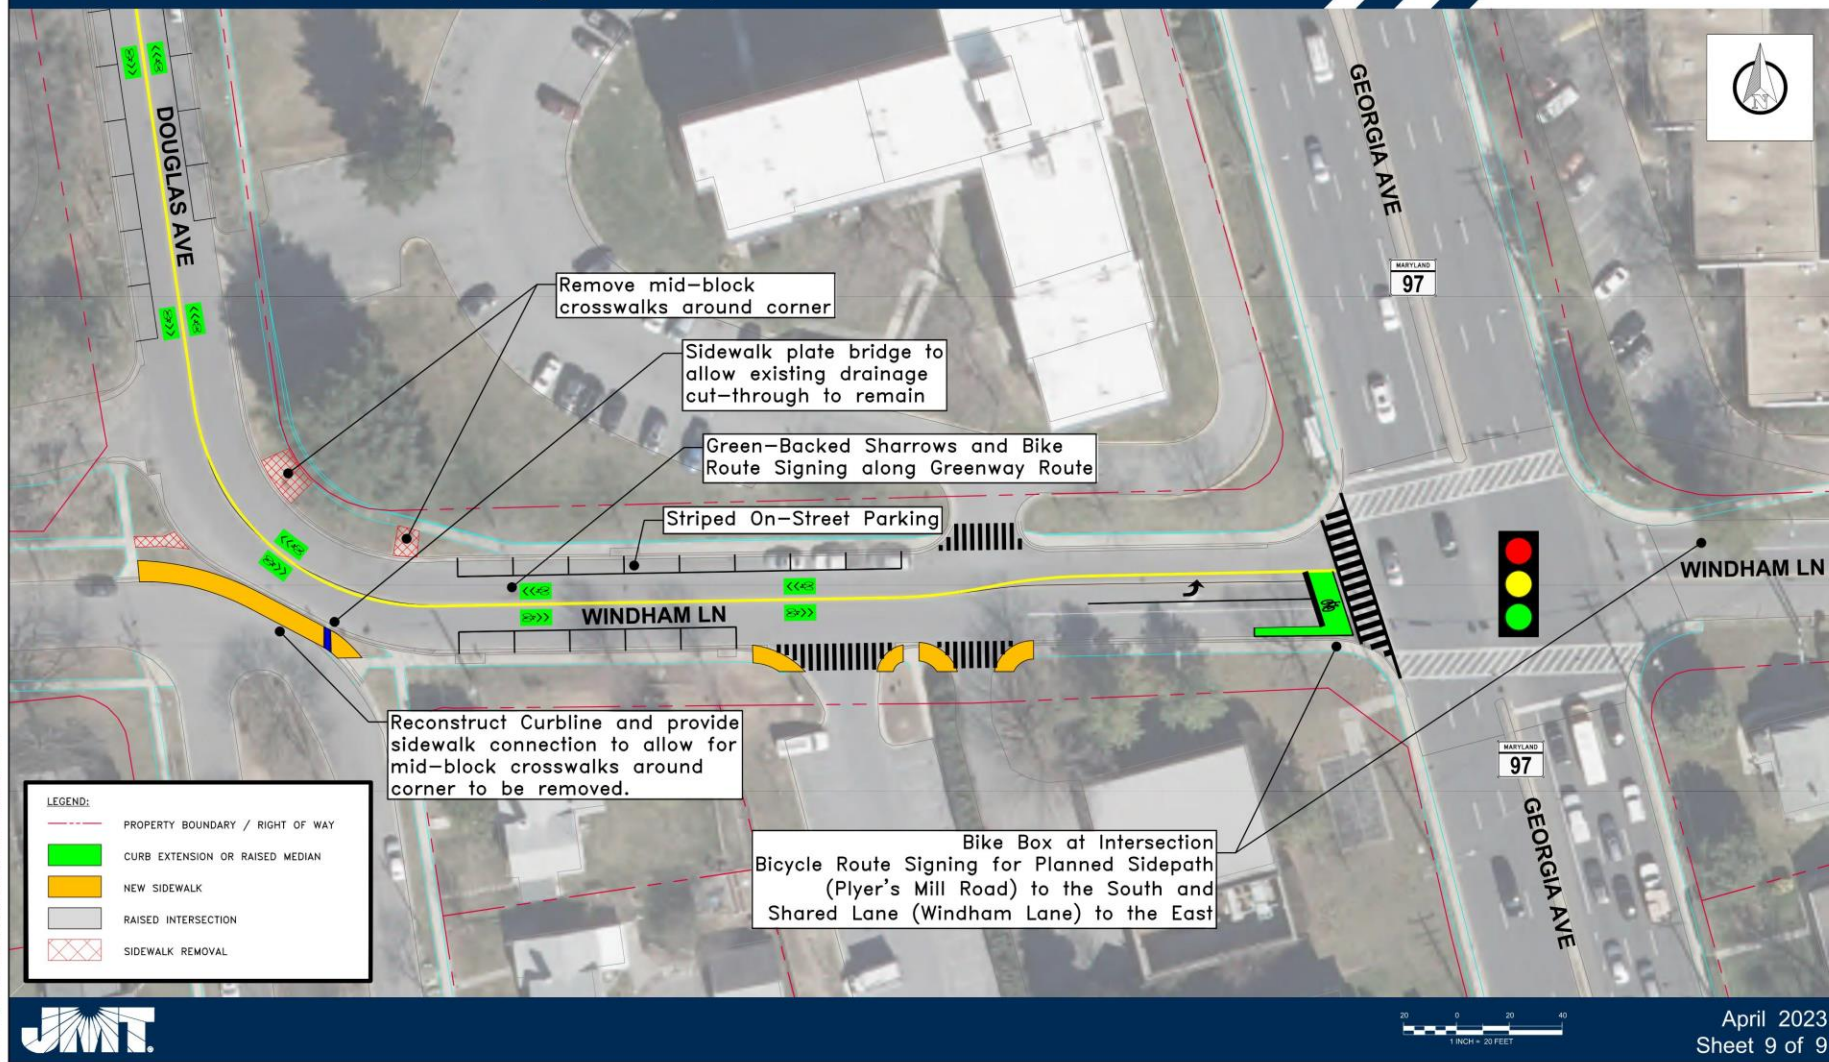 DOUGLAS AVE
GEORGIA AVE
N
MARYLAND
97
Remove mid-block
crosswalks around corner
Sidewalk plate bridge to
allow existing drainage
cut-through to remain
Green-Backed Sharrows and Bike
Route Signing along Greenway Route
Striped On-Street Parking
WINDHAM LN
WINDHAM LN
Reconstruct Curbline and provide
sidewalk connection to allow for
mid-block crosswalks around
corner to be removed.
MARYLAND
97
GEORGIA AVE
Bike Box at Intersection
Bicycle Route Signing for Planned Sidepath
(Plyer's Mill Road) to the South and
Shared Lane (Windham Lane) to the East
LEGEND:
PROPERTY BOUNDARY / RIGHT OF WAY
CURB EXTENSION OR RAISED MEDIAN
NEW SIDEWALK
RAISED INTERSECTION
SIDEWALK REMOVAL
JMT.
20 0 20 40
1 INCH = 20 FEET
April 2023
Sheet 9 of 9